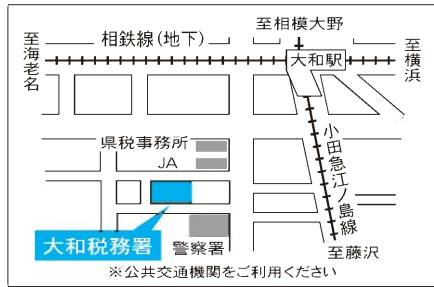 至相模大野
相鉄線(地下)
至海老名
大和駅
至横浜
県税事務所
JA
小田急江ノ島線
大和税務署
警察署
至藤沢
※公共交通機関をご利用ください